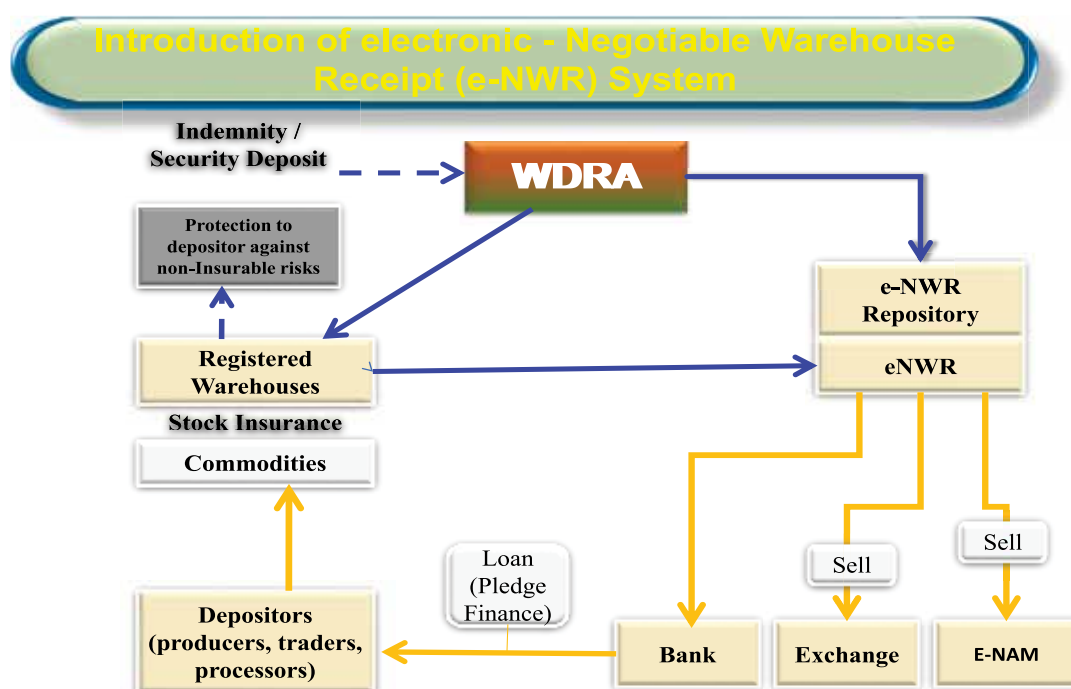 Introduction of electronic - Negotiable Warehouse
Receipt (e-NWR) System
Indemnity /
Security Deposit
WDRA
Protection to
depositor against
non-Insurable risks
e-NWR
Repository
Registered
Warehouses
eNWR
Stock Insurance
Commodities
Sell
Sell
Loan
(Pledge
Finance)
Depositors
(producers, traders,
processors)
Bank
Exchange
E-NAM